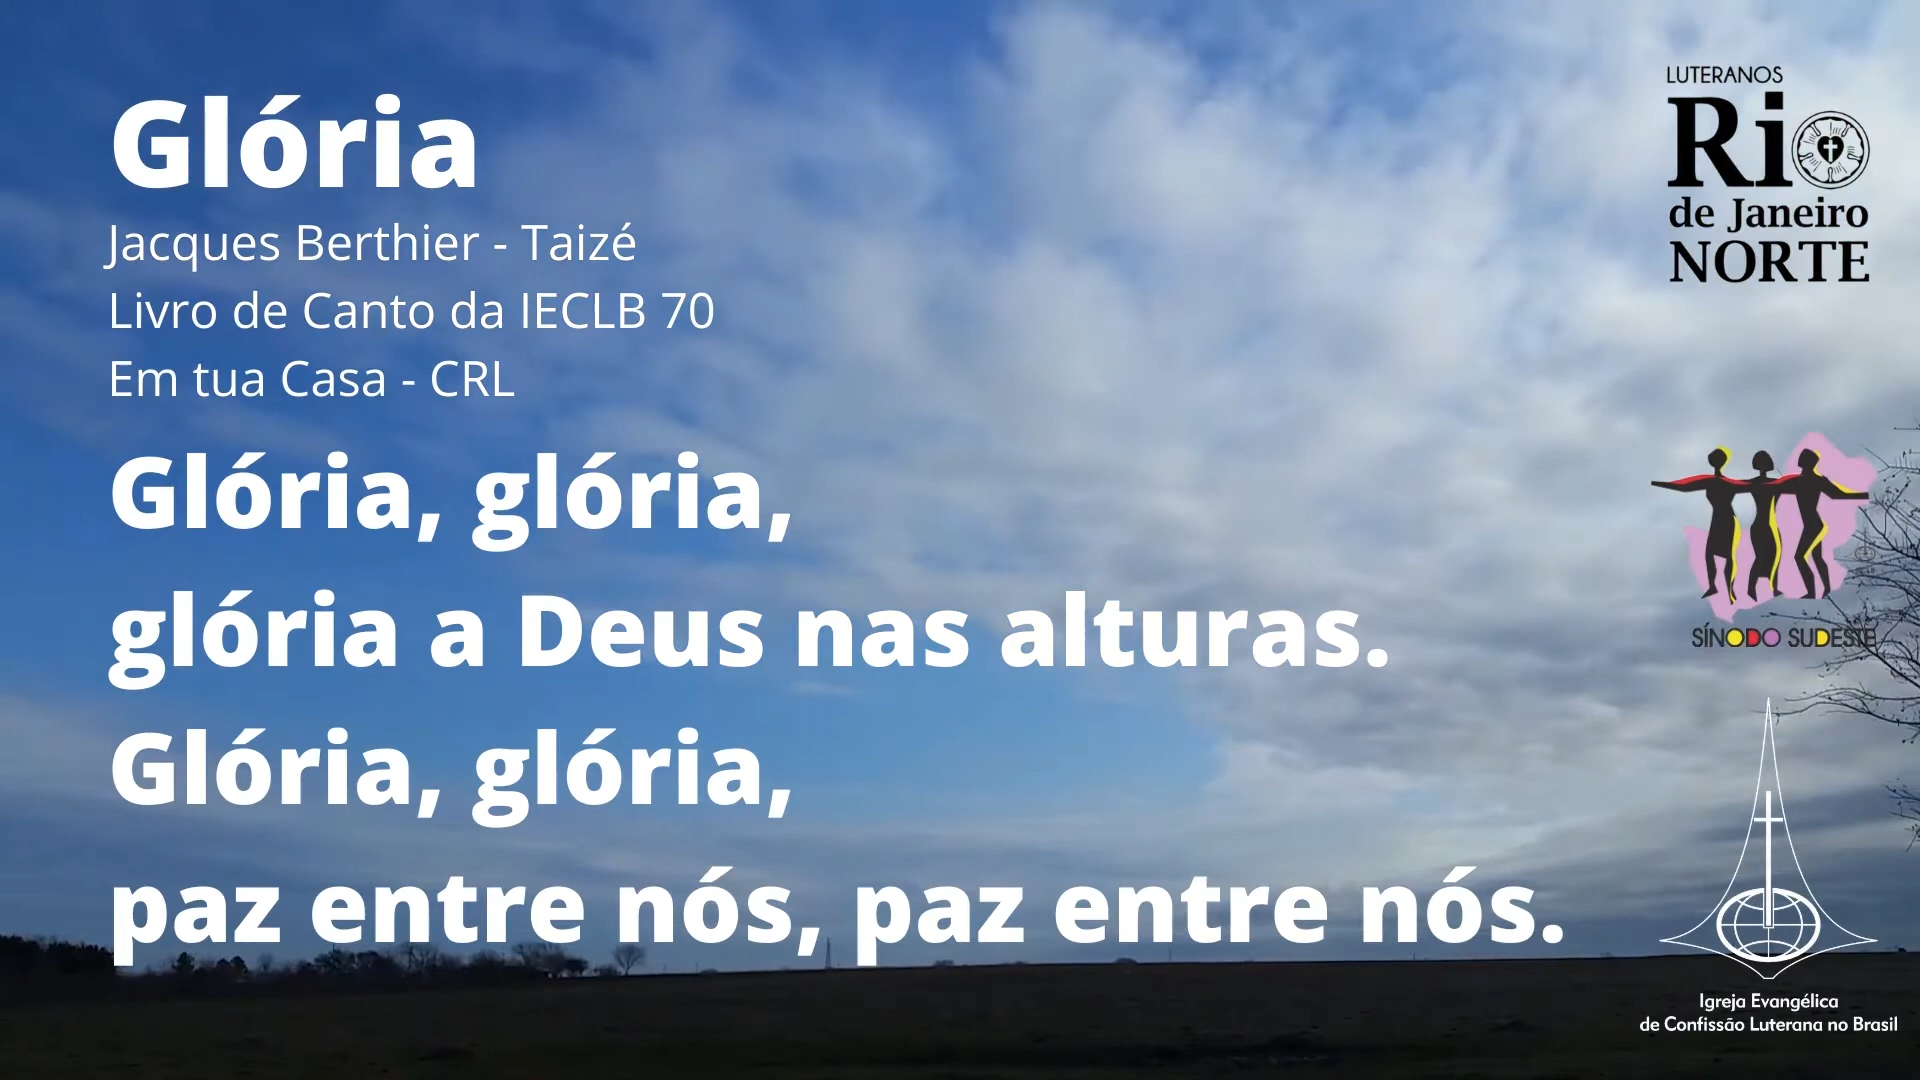 Glória
Jacques Berthier - Taizé
Livro de Canto da IECLB 70
Em tua Casa - CRL
Glória, glória,
glória a Deus nas alturas.
Glória, glória,
paz entre nós, paz entre nós.
LUTERANOS
Rio
de Janeiro
NORTE
SÍNODO SUDESTE
Igreja Evangélica
de Confissão Luterana no Brasil